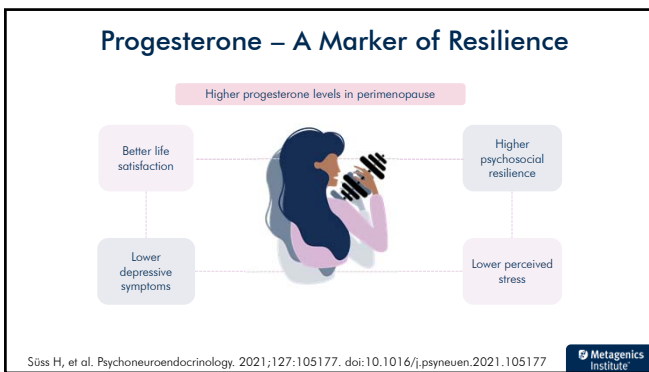 Progesterone – A Marker of Resilience
Higher progesterone levels in perimenopause
Better life
satisfaction
Higher
psychosocial
resilience
Lower
depressive
symptoms
Lower perceived
stress
Süss H, et al. Psychoneuroendocrinology. 2021;127:105177. doi:10.1016/j.psyneuen.2021.105177
Metagenics
Institute